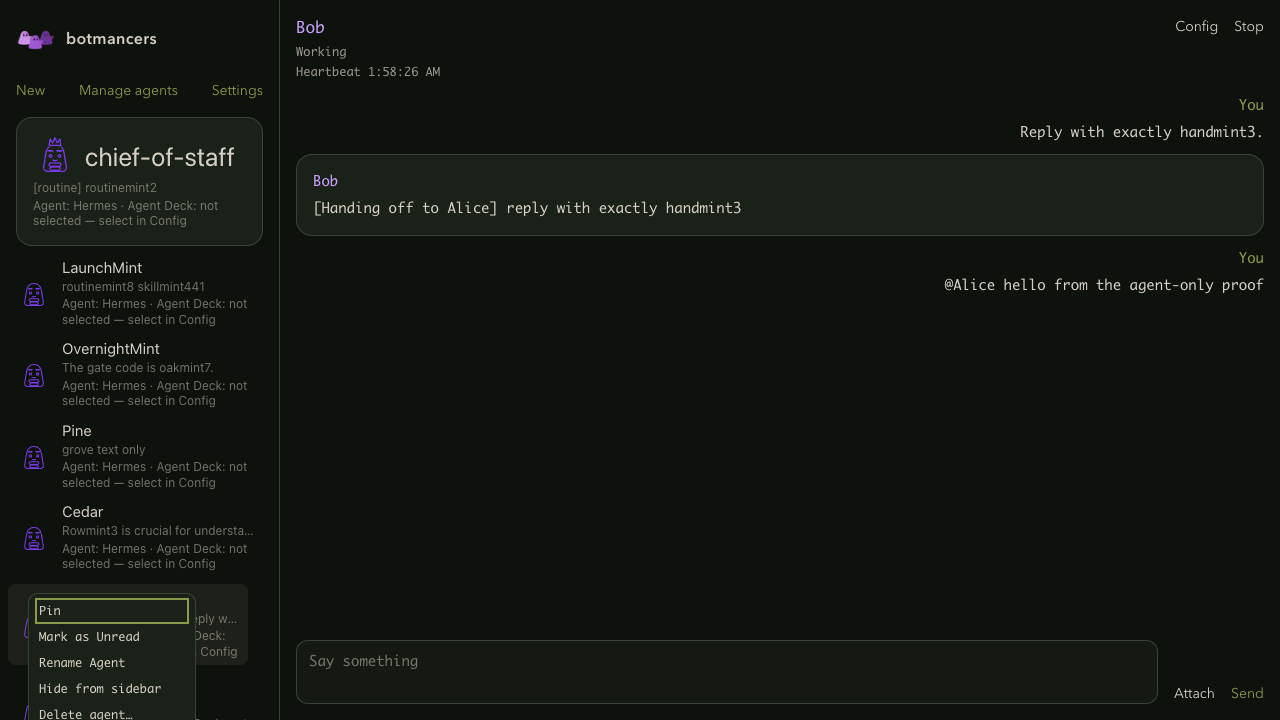 botmancers
New
Manage agents
Settings
chief-of-staff
[routine] routinemint2
Agent: Hermes · Agent Deck: not
selected — select in Config
LaunchMint
routinemint8 skillmint441
Agent: Hermes · Agent Deck: not
selected — select in Config
OvernightMint
The gate code is oakmint7.
Agent: Hermes · Agent Deck: not
selected — select in Config
Pine
grove text only
Agent: Hermes · Agent Deck: not
selected — select in Config
Cedar
Rowmint3 is crucial for understa…
Agent: Hermes · Agent Deck: not
selected — select in Config
Pin
Mark as Unread
Rename Agent
Hide from sidebar
Delete agent…
Config
Bob
Working
Heartbeat 1:58:26 AM
Config
Stop
You
Reply with exactly handmint3.
Bob
[Handing off to Alice] reply with exactly handmint3
You
@Alice hello from the agent-only proof
Say something
Attach
Send